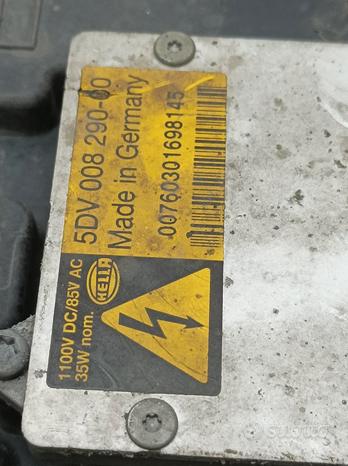 5DV 008 290-00
Made in Germany
00760301698145
HELLA
1100V DC/85V AC
35W nom.